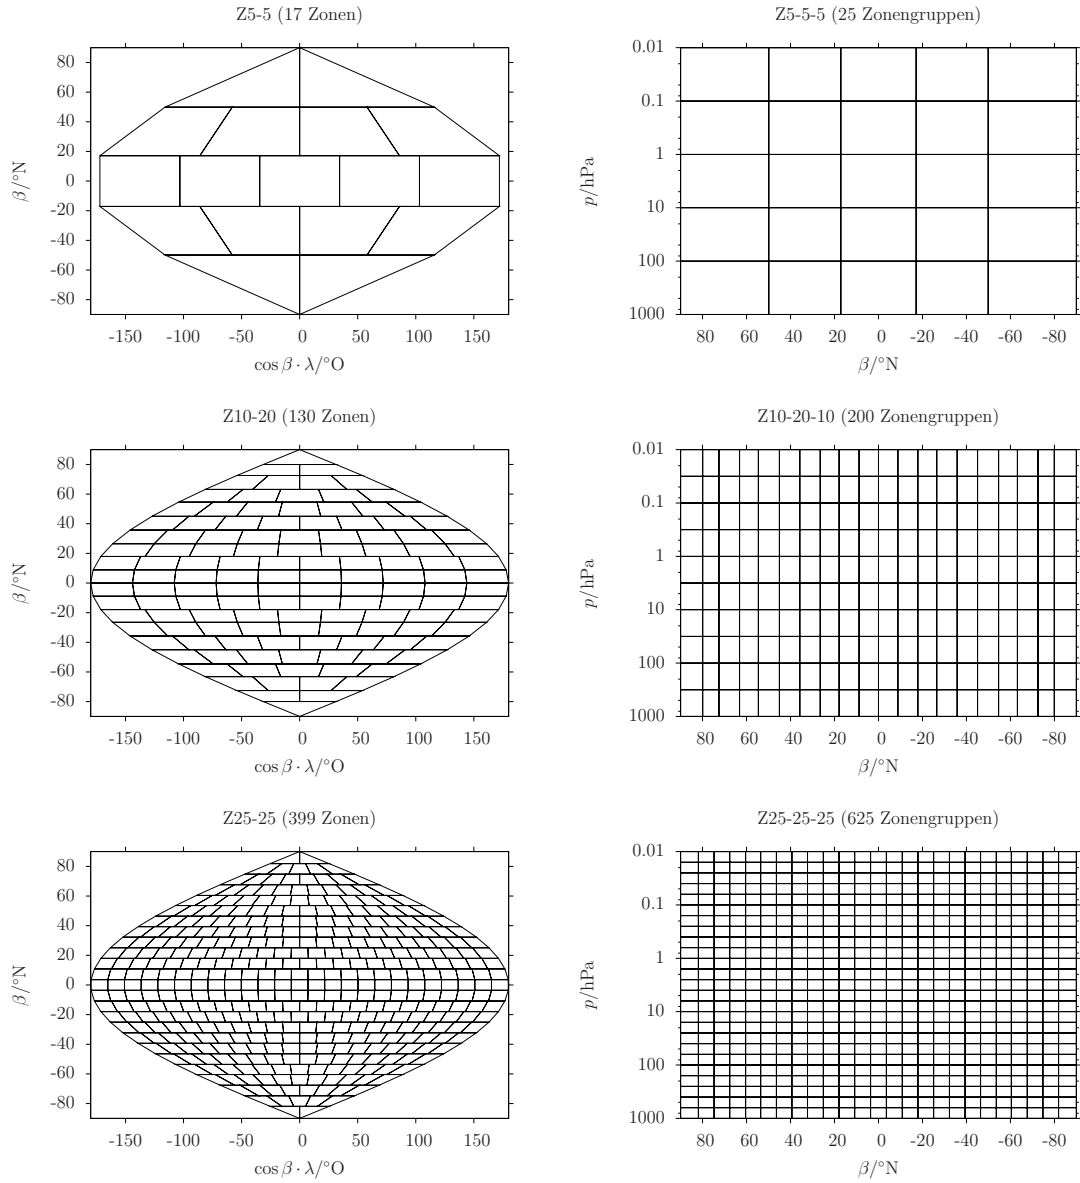 Z5-5 (17 Zonen)
80
60
40
20
0
-20
-40
-60
-80
β/°N
-150 -100 -50 0 50 100 150
cos β · λ/°O
Z5-5-5 (25 Zonengruppen)
0.01
0.1
1
10
100
1000
p/hPa
80 60 40 20 0 -20 -40 -60 -80
β/°N
Z10-20 (130 Zonen)
80
60
40
20
0
-20
-40
-60
-80
β/°N
-150 -100 -50 0 50 100 150
cos β · λ/°O
Z10-20-10 (200 Zonengruppen)
0.01
0.1
1
10
100
1000
p/hPa
80 60 40 20 0 -20 -40 -60 -80
β/°N
Z25-25 (399 Zonen)
80
60
40
20
0
-20
-40
-60
-80
β/°N
-150 -100 -50 0 50 100 150
cos β · λ/°O
Z25-25-25 (625 Zonengruppen)
0.01
0.1
1
10
100
1000
p/hPa
80 60 40 20 0 -20 -40 -60 -80
β/°N